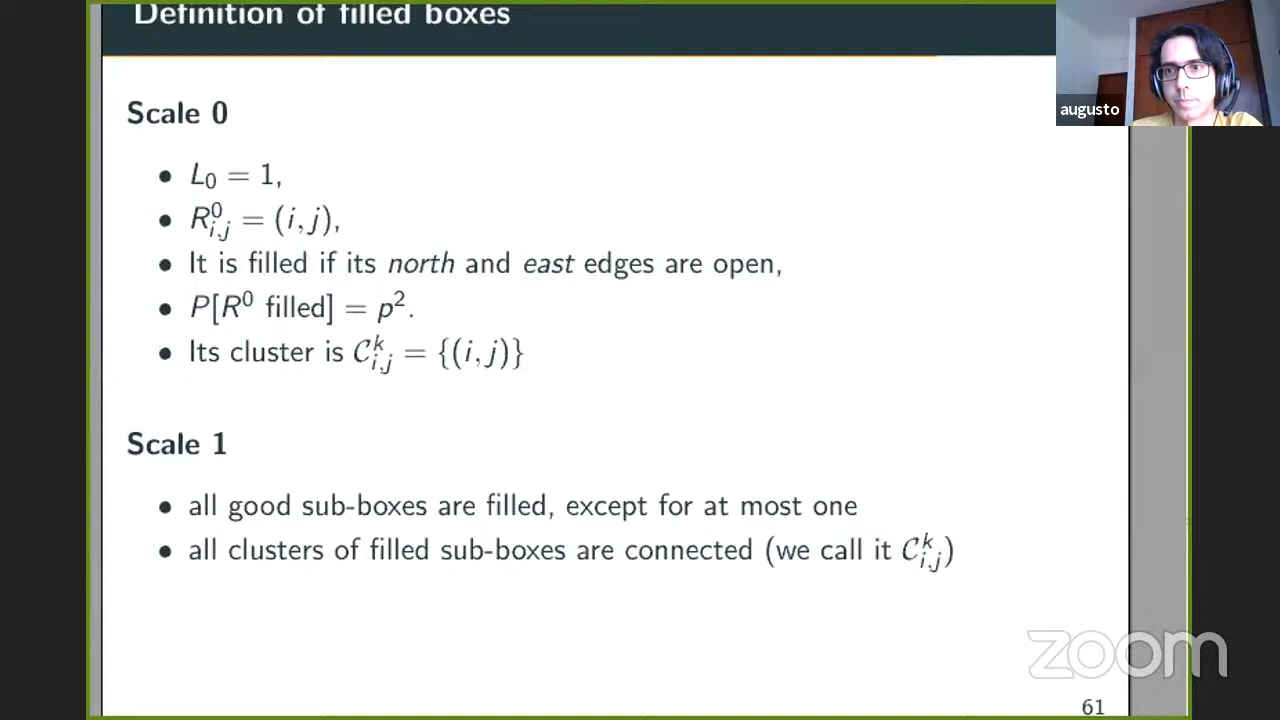 Definition of filled boxes
augusto
Scale 0
• L₀ = 1,
• R⁰ᵢ,ⱼ = (i, j),
• It is filled if its north and east edges are open,
• P[R⁰ filled] = p².
• Its cluster is 𝒞ᵏᵢ,ⱼ = {(i, j)}
Scale 1
• all good sub-boxes are filled, except for at most one
• all clusters of filled sub-boxes are connected (we call it 𝒞ᵏᵢ,ⱼ)
zoom
61